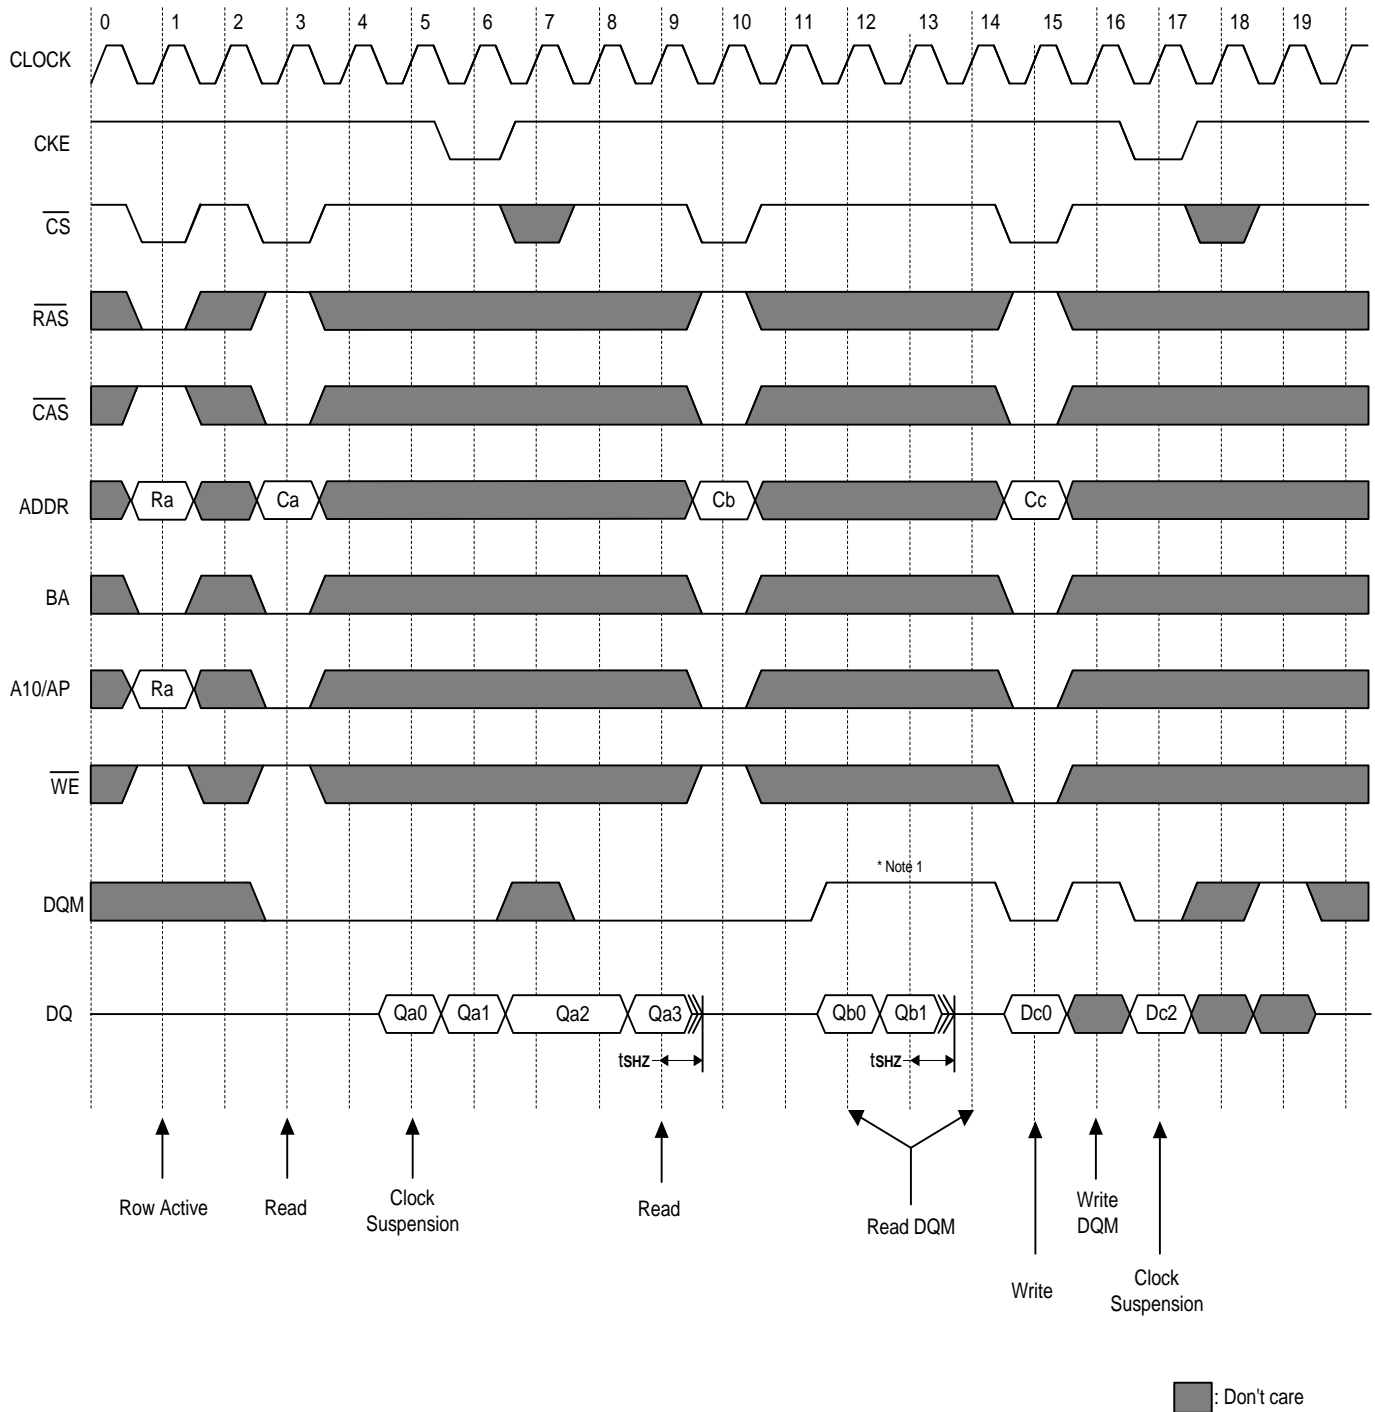 0 1 2 3 4 5 6 7 8 9 10 11 12 13 14 15 16 17 18 19
CLOCK
CKE
CS
RAS
CAS
ADDR Ra Ca Cb Cc
BA
A10/AP Ra
WE
* Note 1
DQM
DQ Qa0 Qa1 Qa2 Qa3 Qb0 Qb1 Dc0 Dc2
tSHZ tSHZ
Row Active
Read
Clock
Suspension
Read
Read DQM
Write
Write
DQM
Clock
Suspension
: Don't care